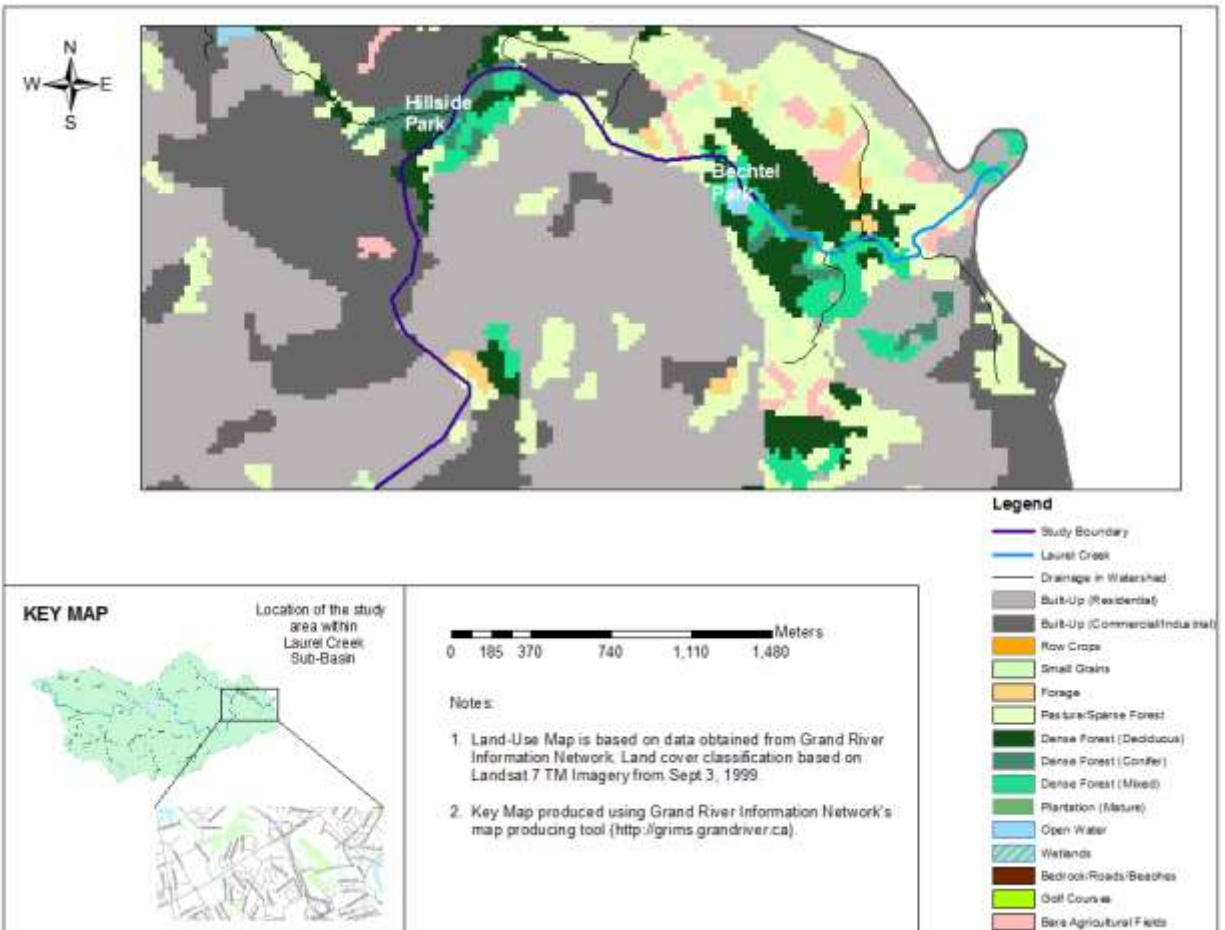 N
W E
S
Hillside
Park
Bechtel
Park
Legend
Study Boundary
Laurel Creek
Drainage in Watershed
Built-Up (Residential)
Built-Up (Commercial/Industrial)
Row Crops
Small Grains
Forage
Pasture/Sparse Forest
Dense Forest (Deciduous)
Dense Forest (Conifer)
Dense Forest (Mixed)
Plantation (Mature)
Open Water
Wetlands
Bedrock/Roads/Beaches
Golf Courses
Bare Agricultural Fields
KEY MAP
Location of the study
area within
Laurel Creek
Sub-Basin
Meters
0 185 370 740 1,110 1,480
Notes:
1. Land-Use Map is based on data obtained from Grand River
Information Network. Land cover classification based on
Landsat 7 TM Imagery from Sept 3, 1999.
2. Key Map produced using Grand River Information Network's
map producing tool (http://grims.grandriver.ca).